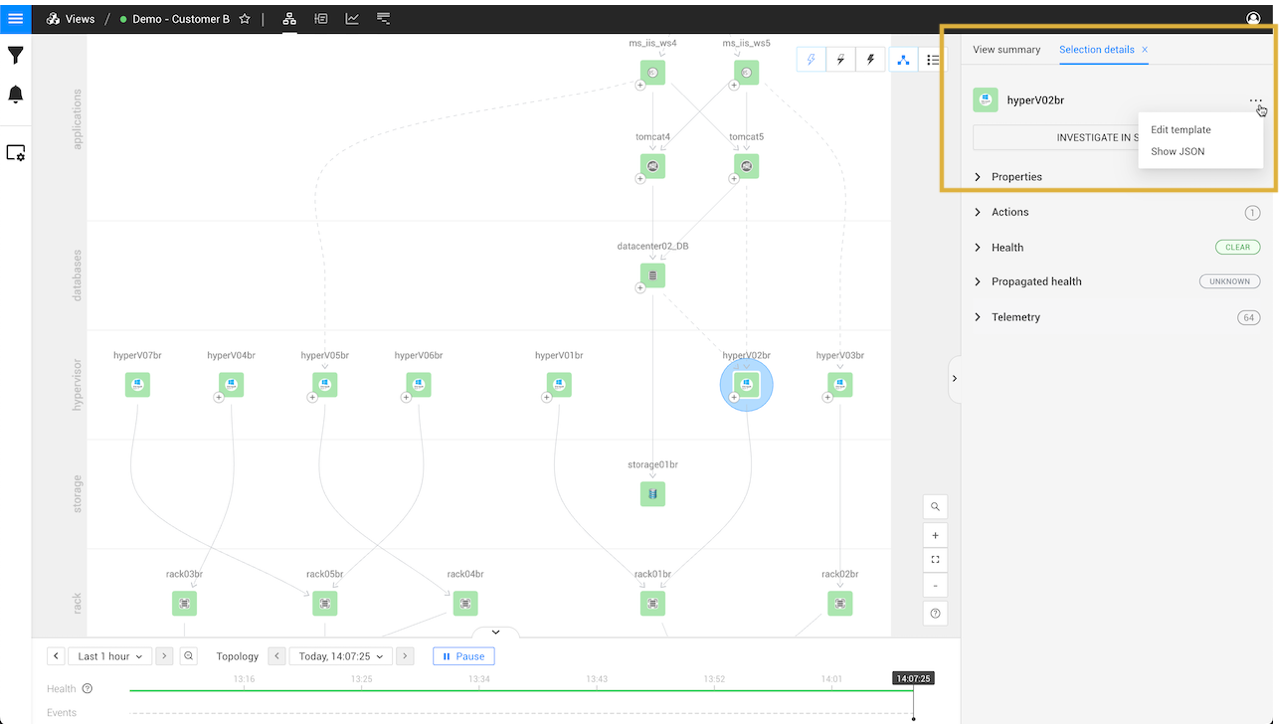 Views / Demo - Customer B
View summary
Selection details
hyperV02br
Edit template
Show JSON
INVESTIGATE IN S
Properties
Actions 1
Health CLEAR
Propagated health UNKNOWN
Telemetry 64
applications
ms_iis_ws4
ms_iis_ws5
tomcat4
tomcat5
databases
datacenter02_DB
hypervisor
hyperV07br
hyperV04br
hyperV05br
hyperV06br
hyperV01br
hyperV02br
hyperV03br
storage
storage01br
rack
rack03br
rack05br
rack04br
rack01br
rack02br
Last 1 hour
Topology
Today, 14:07:25
Pause
13:16
13:25
13:34
13:43
13:52
14:01
14:07:25
Health
Events